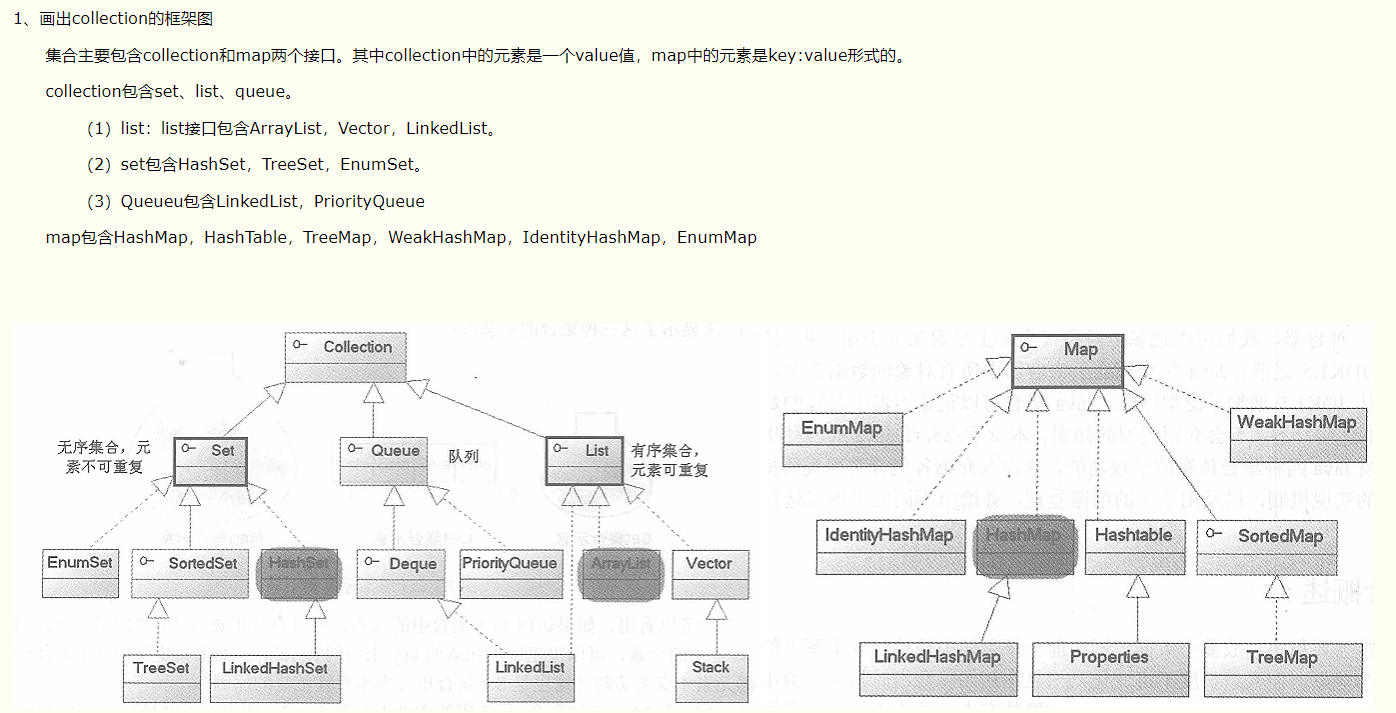 1、画出collection的框架图
集合主要包含collection和map两个接口。其中collection中的元素是一个value值，map中的元素是key:value形式的。
collection包含set、list、queue。
（1）list：list接口包含ArrayList，Vector，LinkedList。
（2）set包含HashSet，TreeSet，EnumSet。
（3）Queueu包含LinkedList，PriorityQueue
map包含HashMap，HashTable，TreeMap，WeakHashMap，IdentityHashMap，EnumMap
Collection
无序集合，元
素不可重复
Set
Queue
队列
List
有序集合，
元素可重复
EnumSet
SortedSet
HashSet
Deque
PriorityQueue
ArrayList
Vector
TreeSet
LinkedHashSet
LinkedList
Stack
Map
EnumMap
WeakHashMap
IdentityHashMap
HashMap
Hashtable
SortedMap
LinkedHashMap
Properties
TreeMap